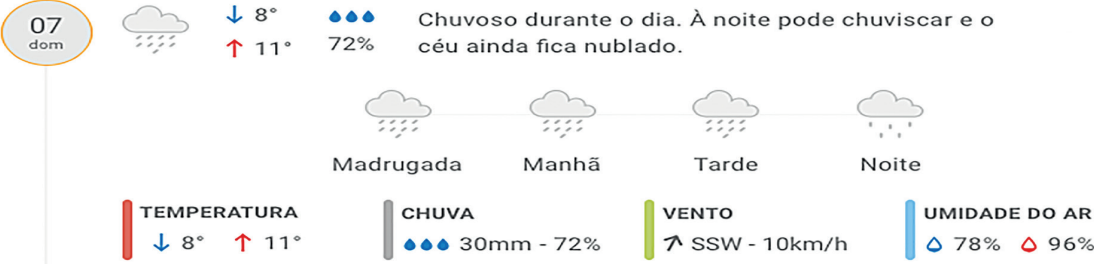 07
dom
8°
11°
72%
Chuvoso durante o dia. À noite pode chuviscar e o
céu ainda fica nublado.
Madrugada Manhã Tarde Noite
TEMPERATURA
8° 11°
CHUVA
30mm - 72%
VENTO
SSW - 10km/h
UMIDADE DO AR
78% 96%